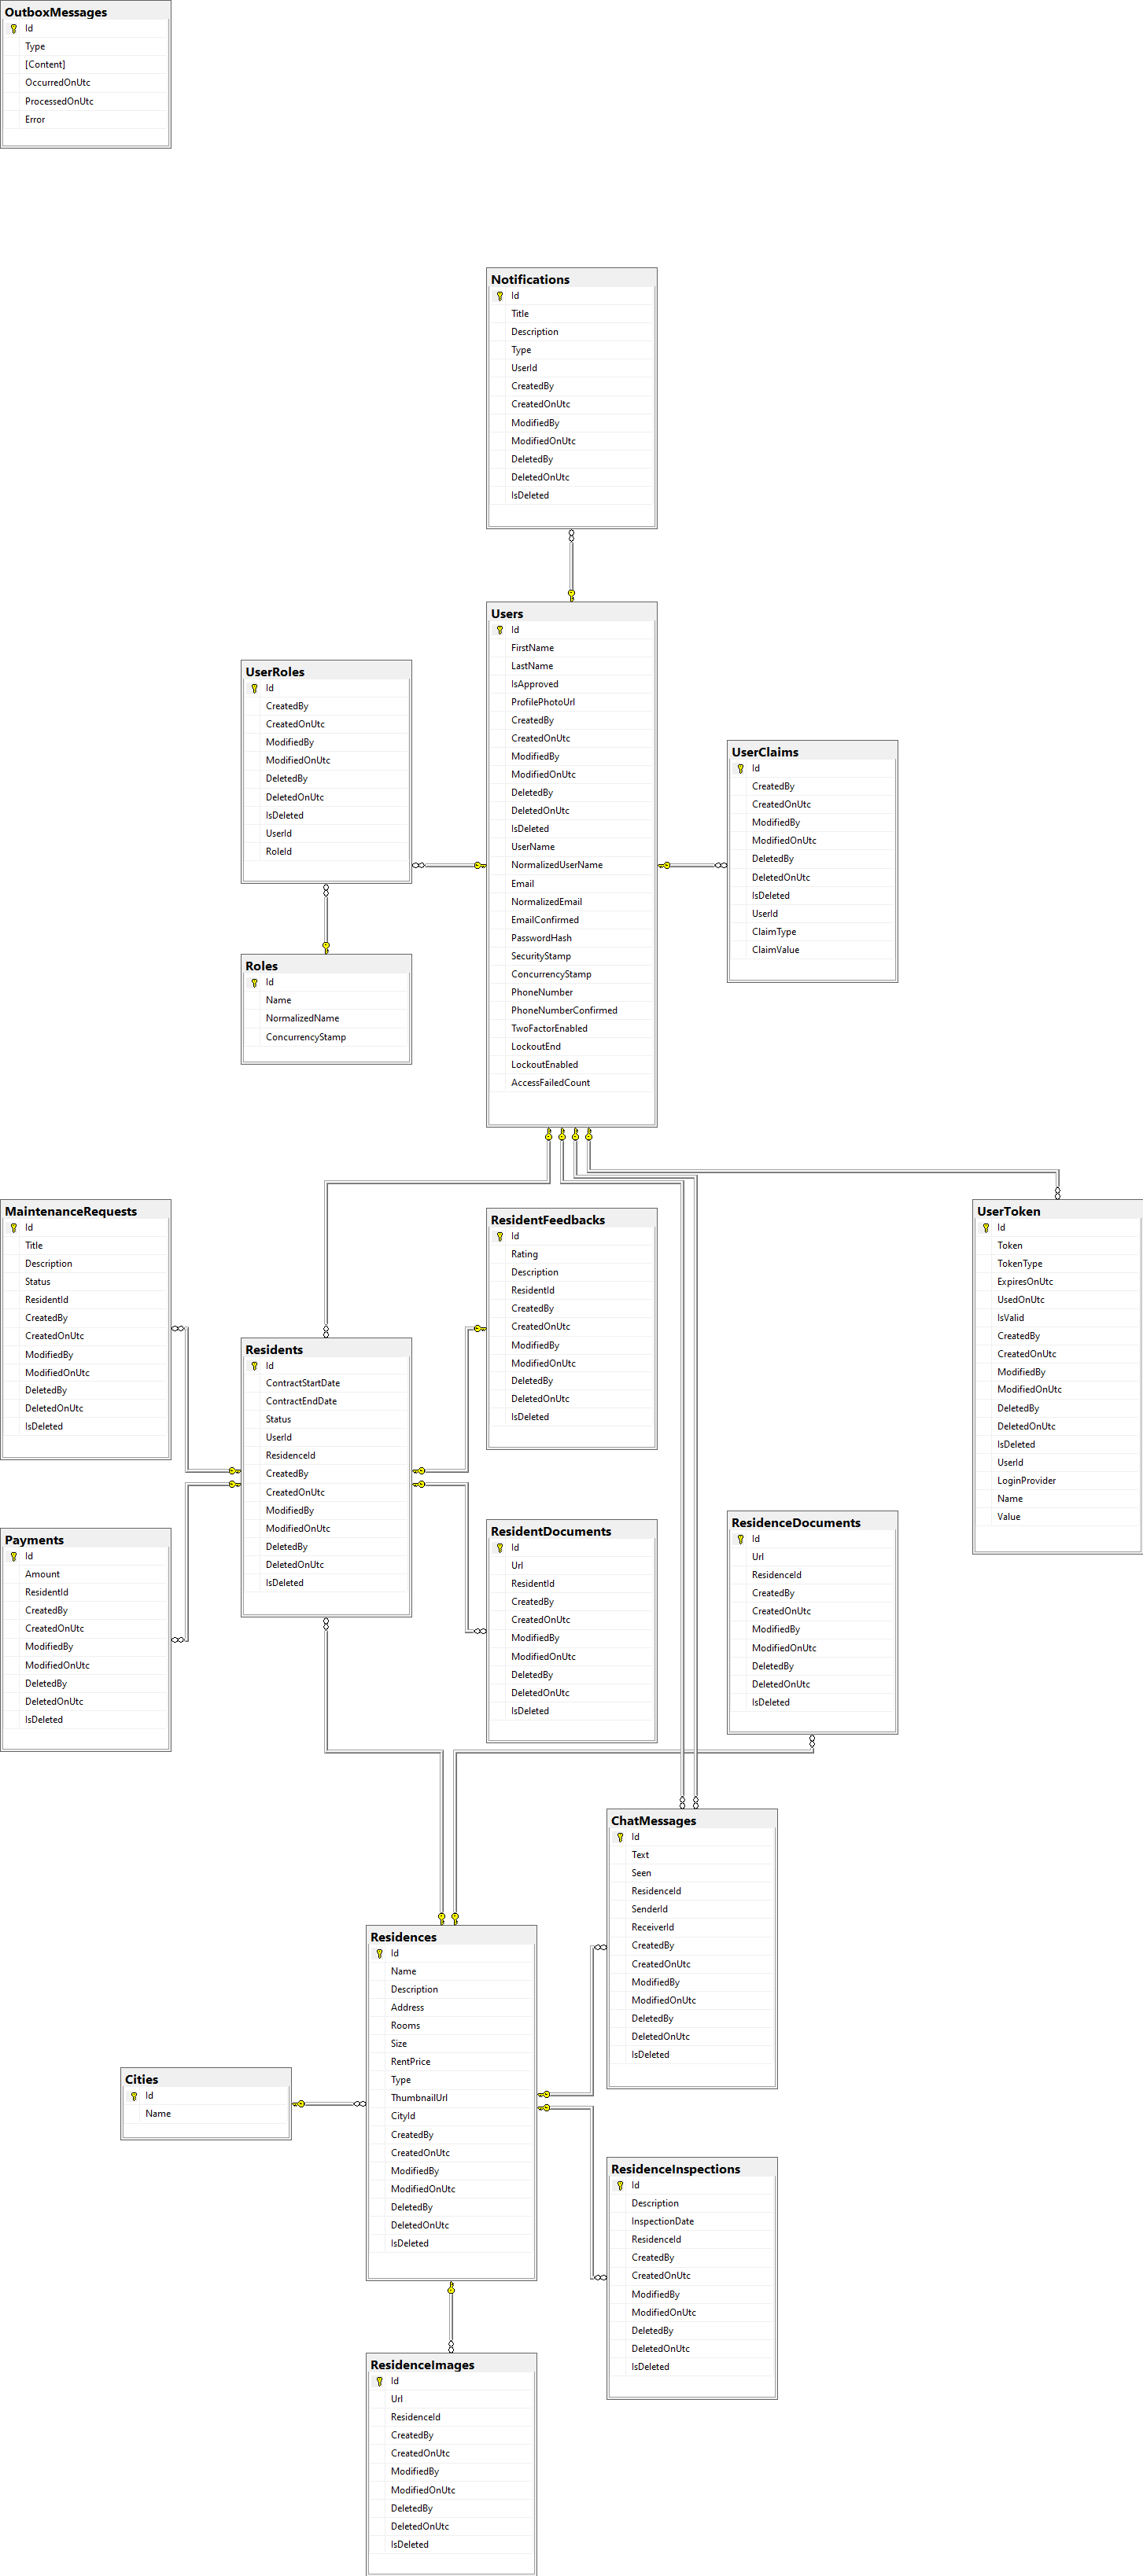 OutboxMessages
Id
Type
[Content]
OccurredOnUtc
ProcessedOnUtc
Error
Notifications
Id
Title
Description
Type
UserId
CreatedBy
CreatedOnUtc
ModifiedBy
ModifiedOnUtc
DeletedBy
DeletedOnUtc
IsDeleted
Users
Id
FirstName
LastName
IsApproved
ProfilePhotoUrl
CreatedBy
CreatedOnUtc
ModifiedBy
ModifiedOnUtc
DeletedBy
DeletedOnUtc
IsDeleted
UserName
NormalizedUserName
Email
NormalizedEmail
EmailConfirmed
PasswordHash
SecurityStamp
ConcurrencyStamp
PhoneNumber
PhoneNumberConfirmed
TwoFactorEnabled
LockoutEnd
LockoutEnabled
AccessFailedCount
UserRoles
Id
CreatedBy
CreatedOnUtc
ModifiedBy
ModifiedOnUtc
DeletedBy
DeletedOnUtc
IsDeleted
UserId
RoleId
UserClaims
Id
CreatedBy
CreatedOnUtc
ModifiedBy
ModifiedOnUtc
DeletedBy
DeletedOnUtc
IsDeleted
UserId
ClaimType
ClaimValue
Roles
Id
Name
NormalizedName
ConcurrencyStamp
MaintenanceRequests
Id
Title
Description
Status
ResidentId
CreatedBy
CreatedOnUtc
ModifiedBy
ModifiedOnUtc
DeletedBy
DeletedOnUtc
IsDeleted
ResidentFeedbacks
Id
Rating
Description
ResidentId
CreatedBy
CreatedOnUtc
ModifiedBy
ModifiedOnUtc
DeletedBy
DeletedOnUtc
IsDeleted
UserToken
Id
Token
TokenType
ExpiresOnUtc
UsedOnUtc
IsValid
CreatedBy
CreatedOnUtc
ModifiedBy
ModifiedOnUtc
DeletedBy
DeletedOnUtc
IsDeleted
UserId
LoginProvider
Name
Value
Residents
Id
ContractStartDate
ContractEndDate
Status
UserId
ResidenceId
CreatedBy
CreatedOnUtc
ModifiedBy
ModifiedOnUtc
DeletedBy
DeletedOnUtc
IsDeleted
Payments
Id
Amount
ResidentId
CreatedBy
CreatedOnUtc
ModifiedBy
ModifiedOnUtc
DeletedBy
DeletedOnUtc
IsDeleted
ResidentDocuments
Id
Url
ResidentId
CreatedBy
CreatedOnUtc
ModifiedBy
ModifiedOnUtc
DeletedBy
DeletedOnUtc
IsDeleted
ResidenceDocuments
Id
Url
ResidenceId
CreatedBy
CreatedOnUtc
ModifiedBy
ModifiedOnUtc
DeletedBy
DeletedOnUtc
IsDeleted
ChatMessages
Id
Text
Seen
ResidenceId
SenderId
ReceiverId
CreatedBy
CreatedOnUtc
ModifiedBy
ModifiedOnUtc
DeletedBy
DeletedOnUtc
IsDeleted
Residences
Id
Name
Description
Address
Rooms
Size
RentPrice
Type
ThumbnailUrl
CityId
CreatedBy
CreatedOnUtc
ModifiedBy
ModifiedOnUtc
DeletedBy
DeletedOnUtc
IsDeleted
Cities
Id
Name
ResidenceInspections
Id
Description
InspectionDate
ResidenceId
CreatedBy
CreatedOnUtc
ModifiedBy
ModifiedOnUtc
DeletedBy
DeletedOnUtc
IsDeleted
ResidenceImages
Id
Url
ResidenceId
CreatedBy
CreatedOnUtc
ModifiedBy
ModifiedOnUtc
DeletedBy
DeletedOnUtc
IsDeleted